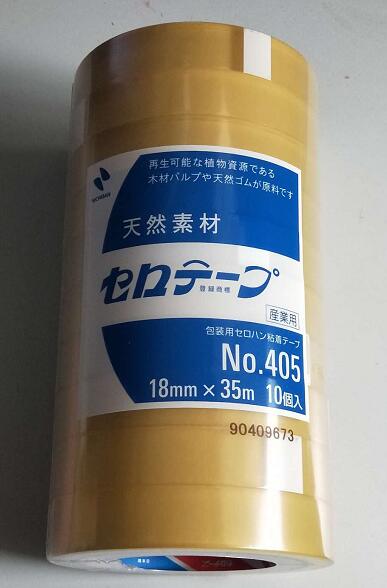 再生可能な植物資源である
木材パルプや天然ゴムが原料です
NICHIBAN
天然素材
セロテープ
登録商標
産業用
包装用セロハン粘着テープ
No.405
18mm×35m 10個入
90409673